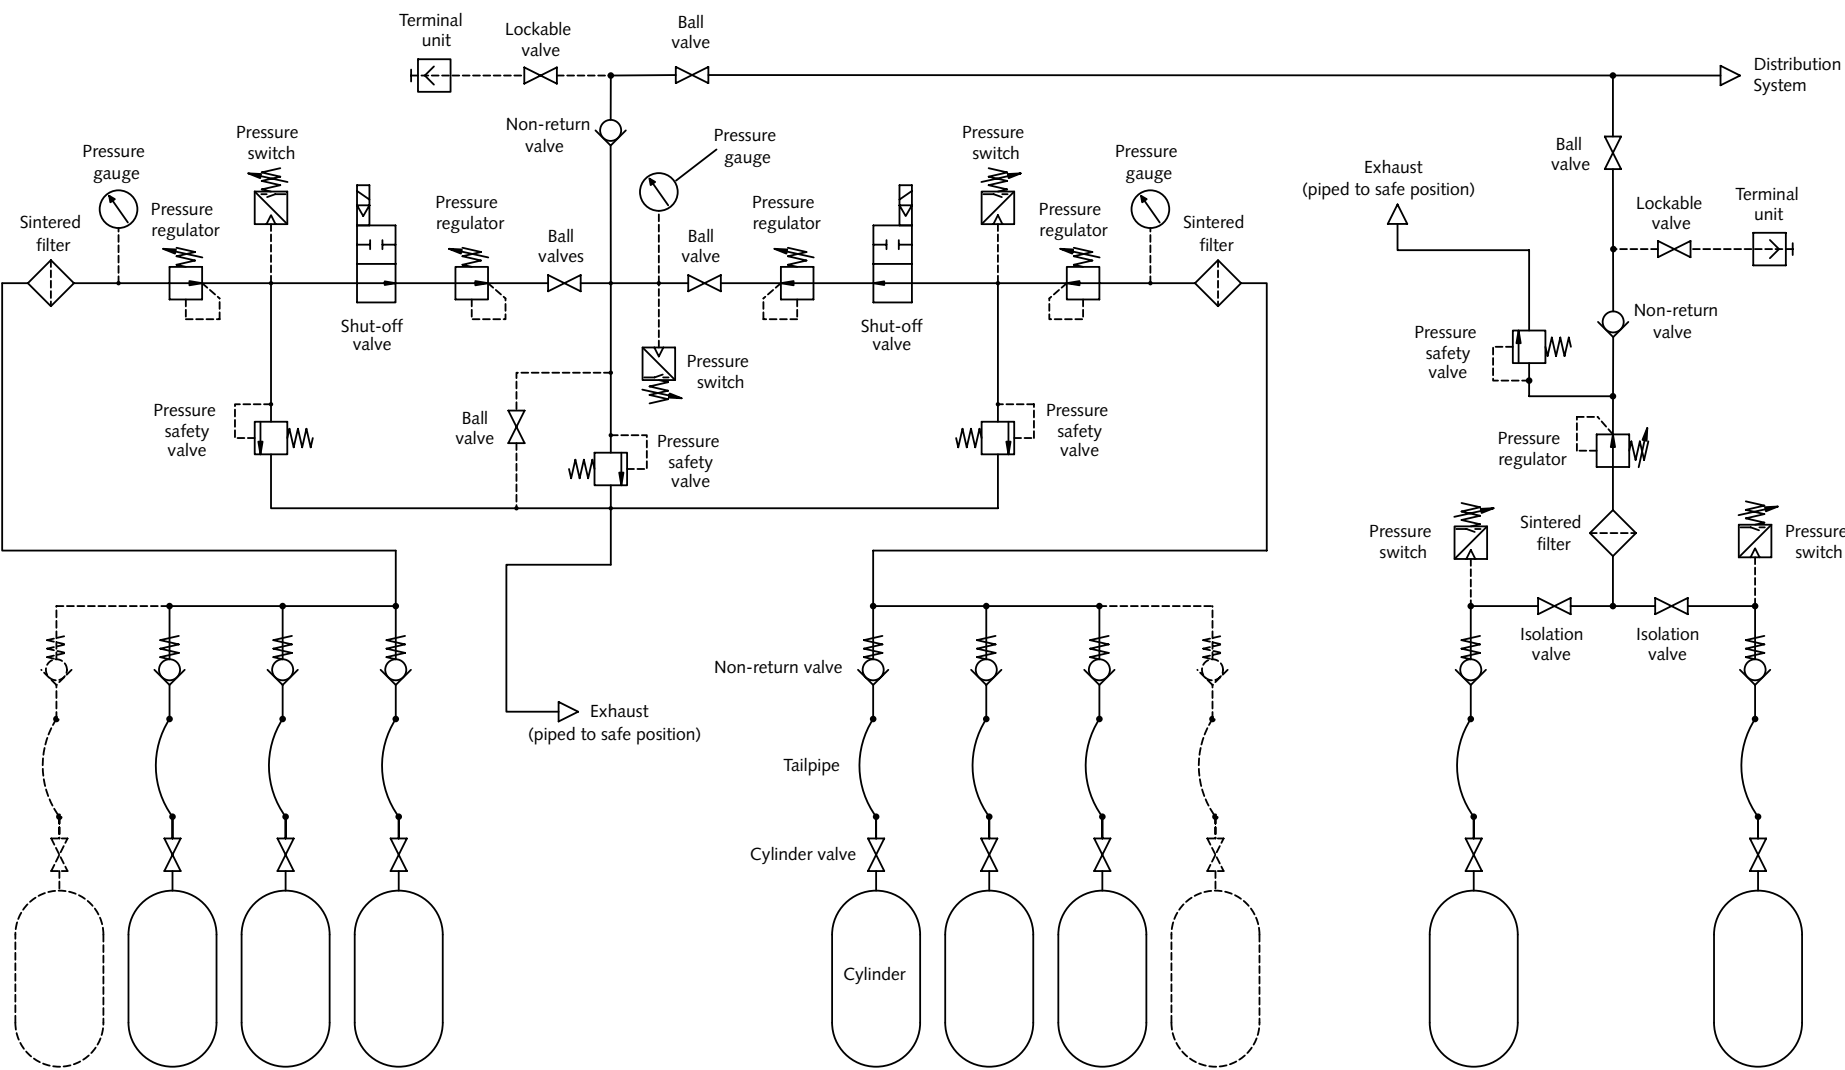 Terminal
unit
Lockable
valve
Ball
valve
Distribution
System
Non-return
valve
Pressure
gauge
Pressure
switch
Pressure
gauge
Pressure
switch
Pressure
gauge
Ball
valve
Exhaust
(piped to safe position)
Sintered
filter
Pressure
regulator
Pressure
regulator
Ball
valves
Ball
valve
Pressure
regulator
Pressure
regulator
Sintered
filter
Lockable
valve
Terminal
unit
Shut-off
valve
Shut-off
valve
Pressure
switch
Non-return
valve
Pressure
safety
valve
Pressure
safety
valve
Ball
valve
Pressure
safety
valve
Pressure
safety
valve
Pressure
regulator
Pressure
switch
Sintered
filter
Pressure
switch
Isolation
valve
Isolation
valve
Non-return valve
Exhaust
(piped to safe position)
Tailpipe
Cylinder valve
Cylinder